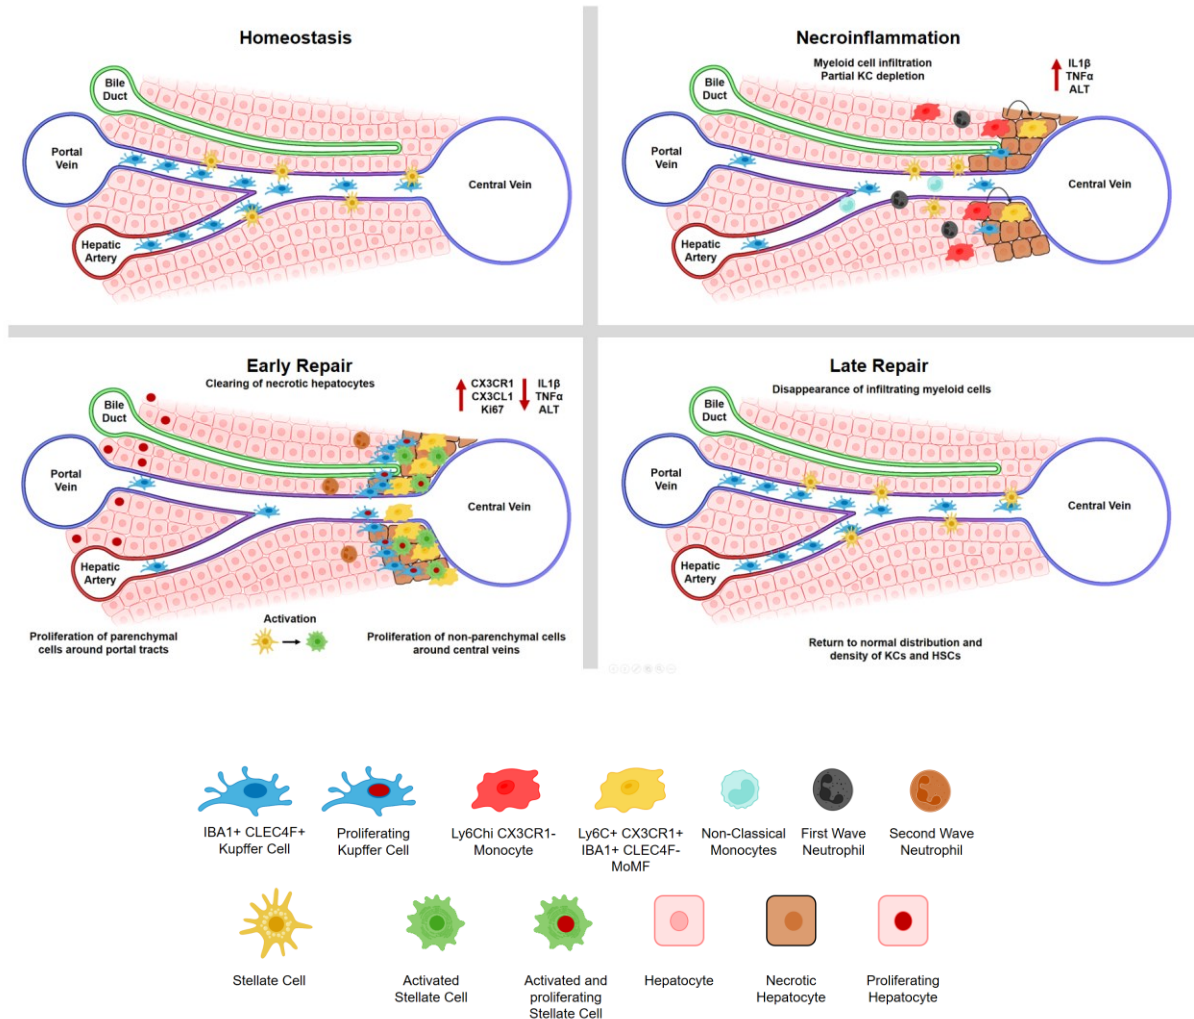 Homeostasis
Bile
Duct
Portal
Vein
Central Vein
Hepatic
Artery
Necroinflammation
Myeloid cell infiltration
Partial KC depletion
IL1β
TNFα
ALT
Bile
Duct
Portal
Vein
Central Vein
Hepatic
Artery
Early Repair
Clearing of necrotic hepatocytes
CX3CR1
CX3CL1
Ki67
IL1β
TNFα
ALT
Bile
Duct
Portal
Vein
Central Vein
Hepatic
Artery
Activation
Proliferation of parenchymal
cells around portal tracts
Proliferation of non-parenchymal cells
around central veins
Late Repair
Disappearance of infiltrating myeloid cells
Bile
Duct
Portal
Vein
Central Vein
Hepatic
Artery
Return to normal distribution and
density of KCs and HSCs
IBA1+ CLEC4F+
Kupffer Cell
Proliferating
Kupffer Cell
Ly6Chi CX3CR1-
Monocyte
Ly6C+ CX3CR1+
IBA1+ CLEC4F-
MoMF
Non-Classical
Monocytes
First Wave
Neutrophil
Second Wave
Neutrophil
Stellate Cell
Activated
Stellate Cell
Activated and
proliferating
Stellate Cell
Hepatocyte
Necrotic
Hepatocyte
Proliferating
Hepatocyte